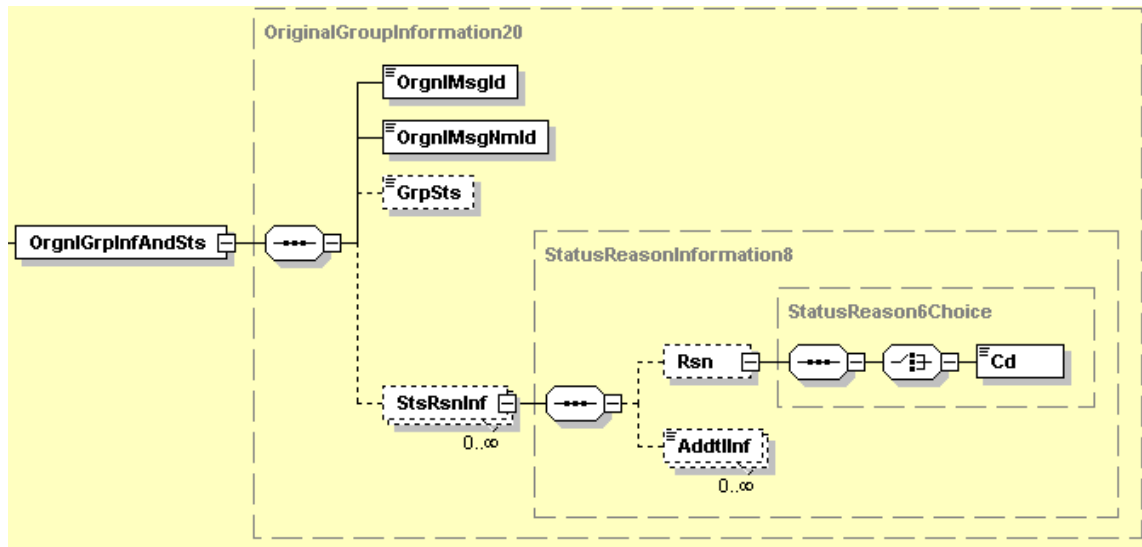 OriginalGroupInformation20
OrgnlMsgId
OrgnlMsgNmId
GrpSts
OrgnlGrpInfAndSts
StatusReasonInformation8
StatusReason6Choice
Rsn
Cd
StsRsnInf
0..∞
AddtlInf
0..∞